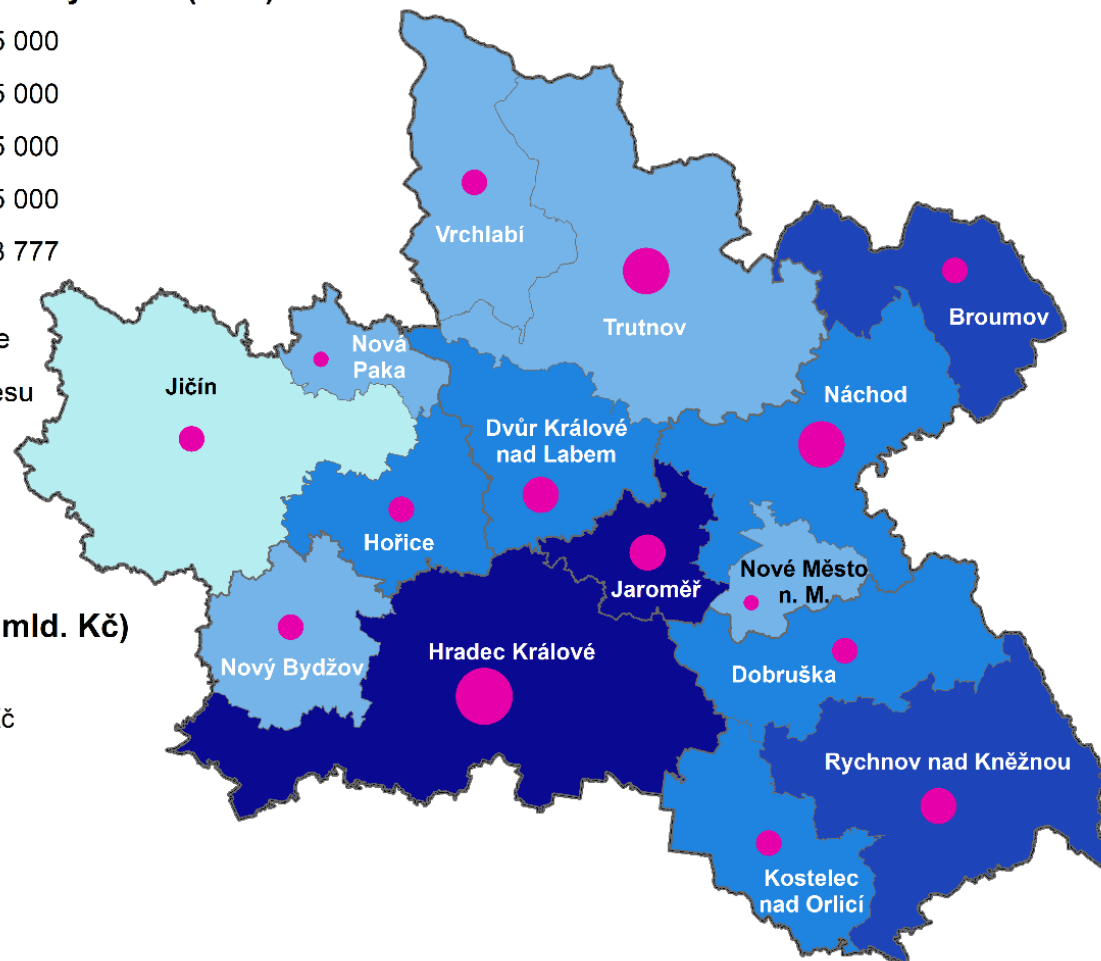 5 000
5 000
5 000
5 000
3 777
Vrchlabí
Trutnov
Broumov
Nová
Paka
Jičín
Náchod
Dvůr Králové
nad Labem
Hořice
Jaroměř
Nové Město
n. M.
mld. Kč)
Nový Bydžov
Hradec Králové
Dobruška
Rychnov nad Kněžnou
Kostelec
nad Orlicí